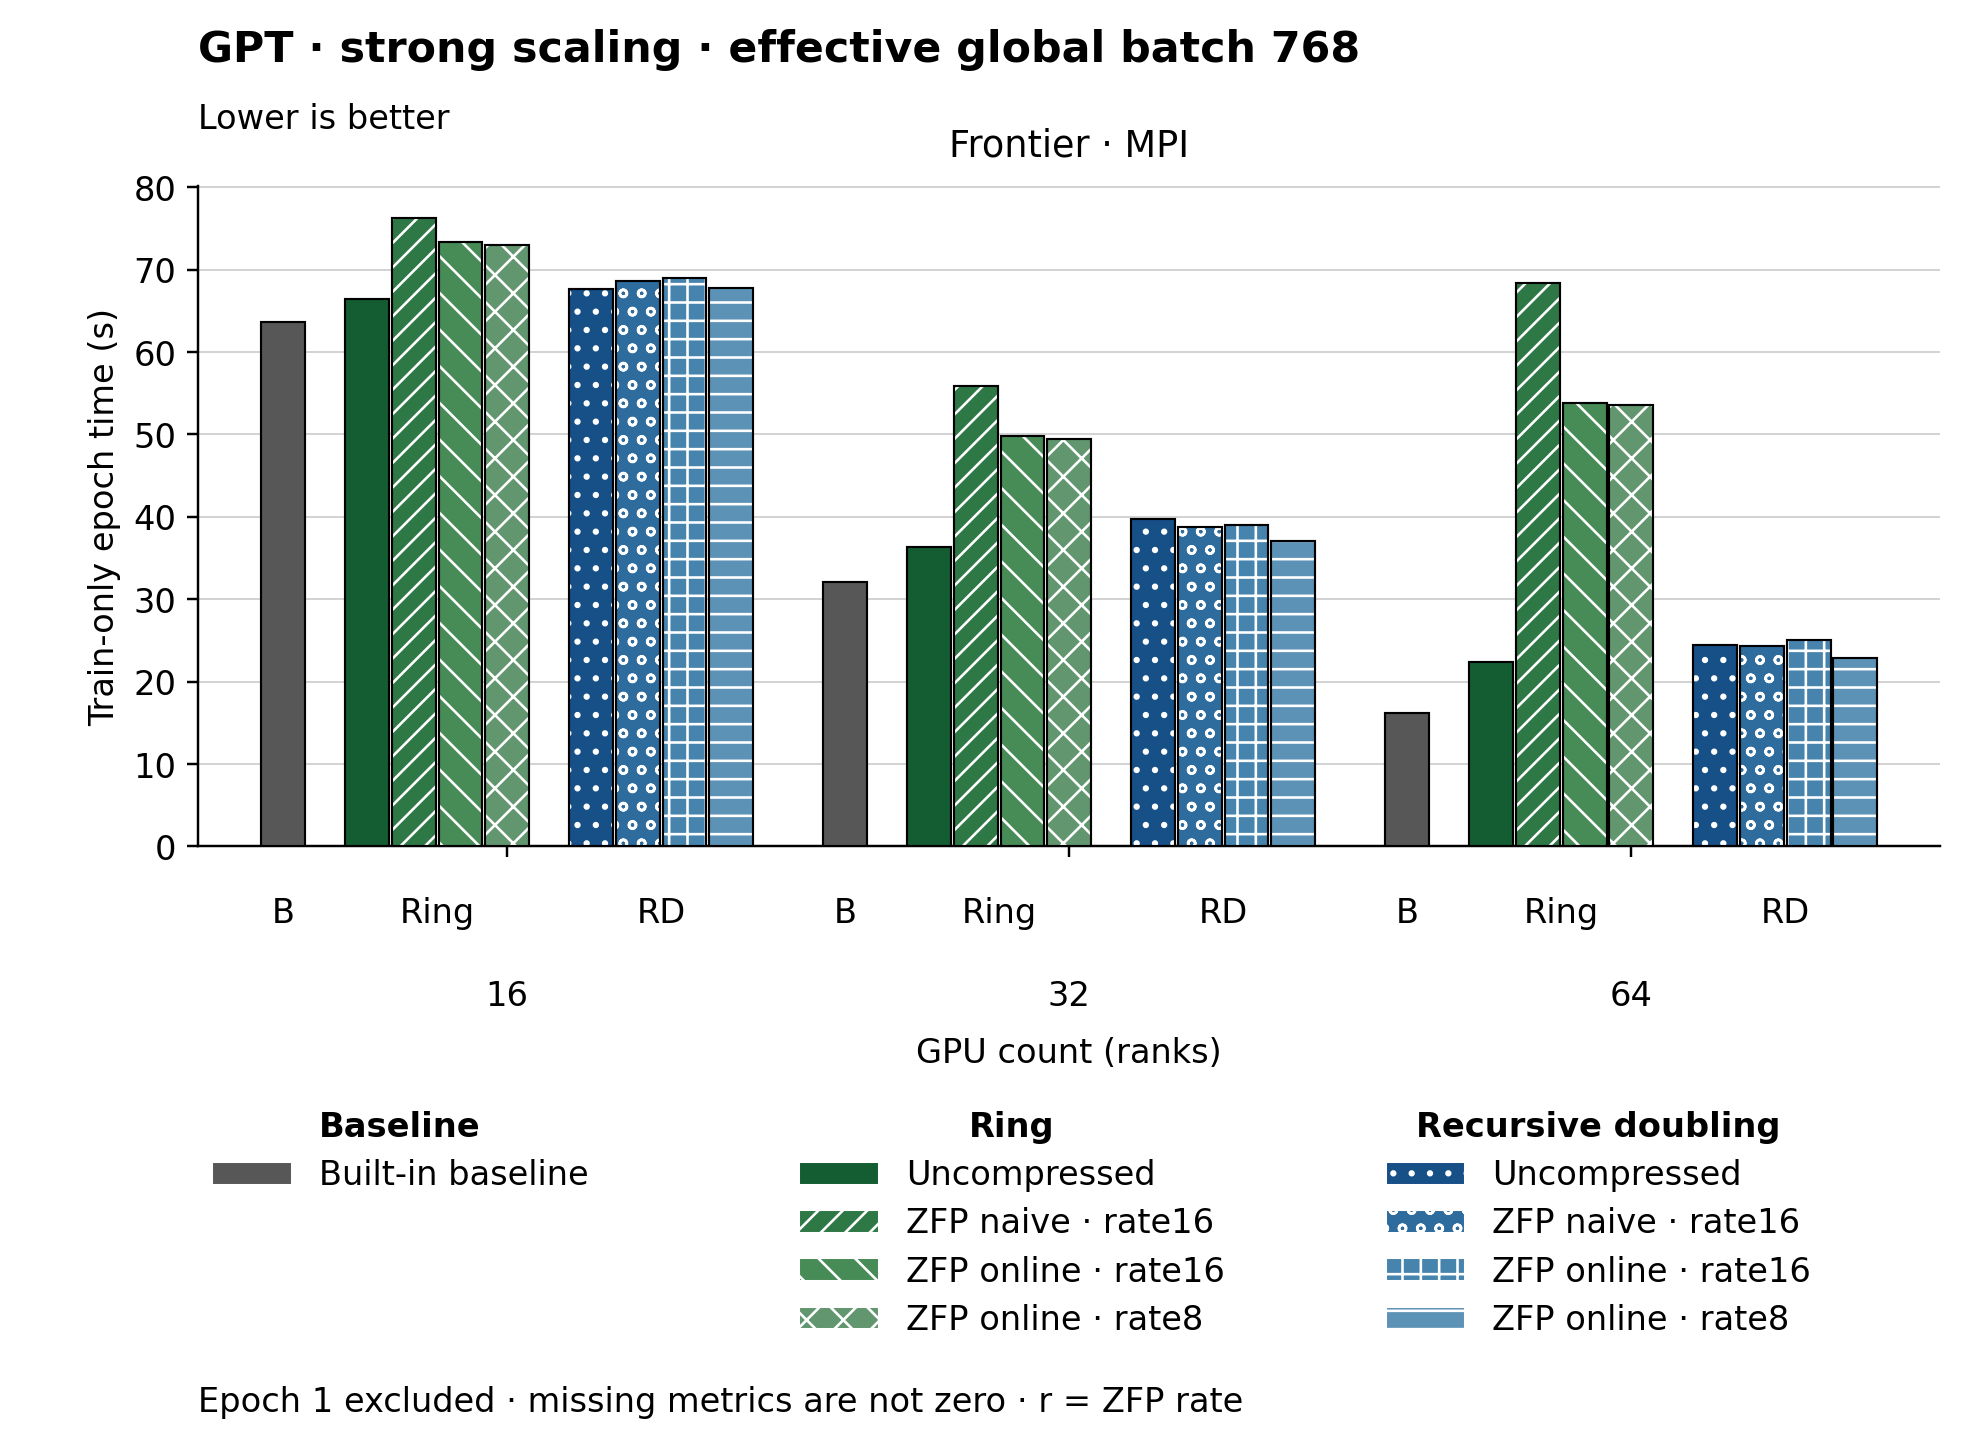 GPT · strong scaling · effective global batch 768
Lower is better
Frontier · MPI
Train-only epoch time (s)
80
70
60
50
40
30
20
10
0
B Ring RD B Ring RD B Ring RD
16 32 64
GPU count (ranks)
Baseline
Built-in baseline
Ring
Uncompressed
ZFP naive · rate16
ZFP online · rate16
ZFP online · rate8
Recursive doubling
Uncompressed
ZFP naive · rate16
ZFP online · rate16
ZFP online · rate8
Epoch 1 excluded · missing metrics are not zero · r = ZFP rate